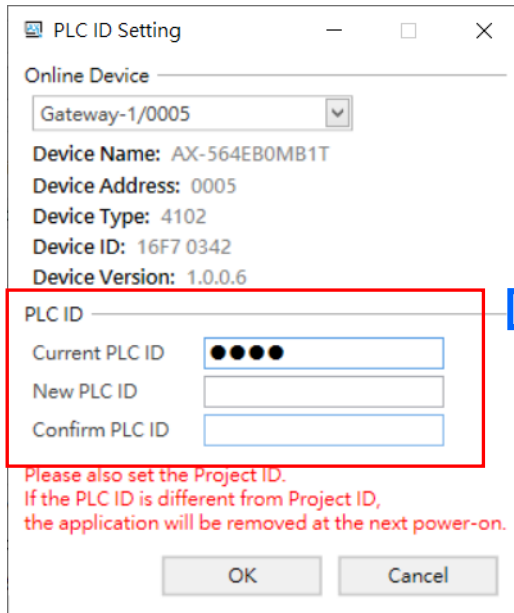 PLC ID Setting
Online Device
Gateway-1/0005
Device Name: AX-564EB0MB1T
Device Address: 0005
Device Type: 4102
Device ID: 16F7 0342
Device Version: 1.0.0.6
PLC ID
Current PLC ID ●●●●
New PLC ID
Confirm PLC ID
Please also set the Project ID.
If the PLC ID is different from Project ID,
the application will be removed at the next power-on.
OK Cancel